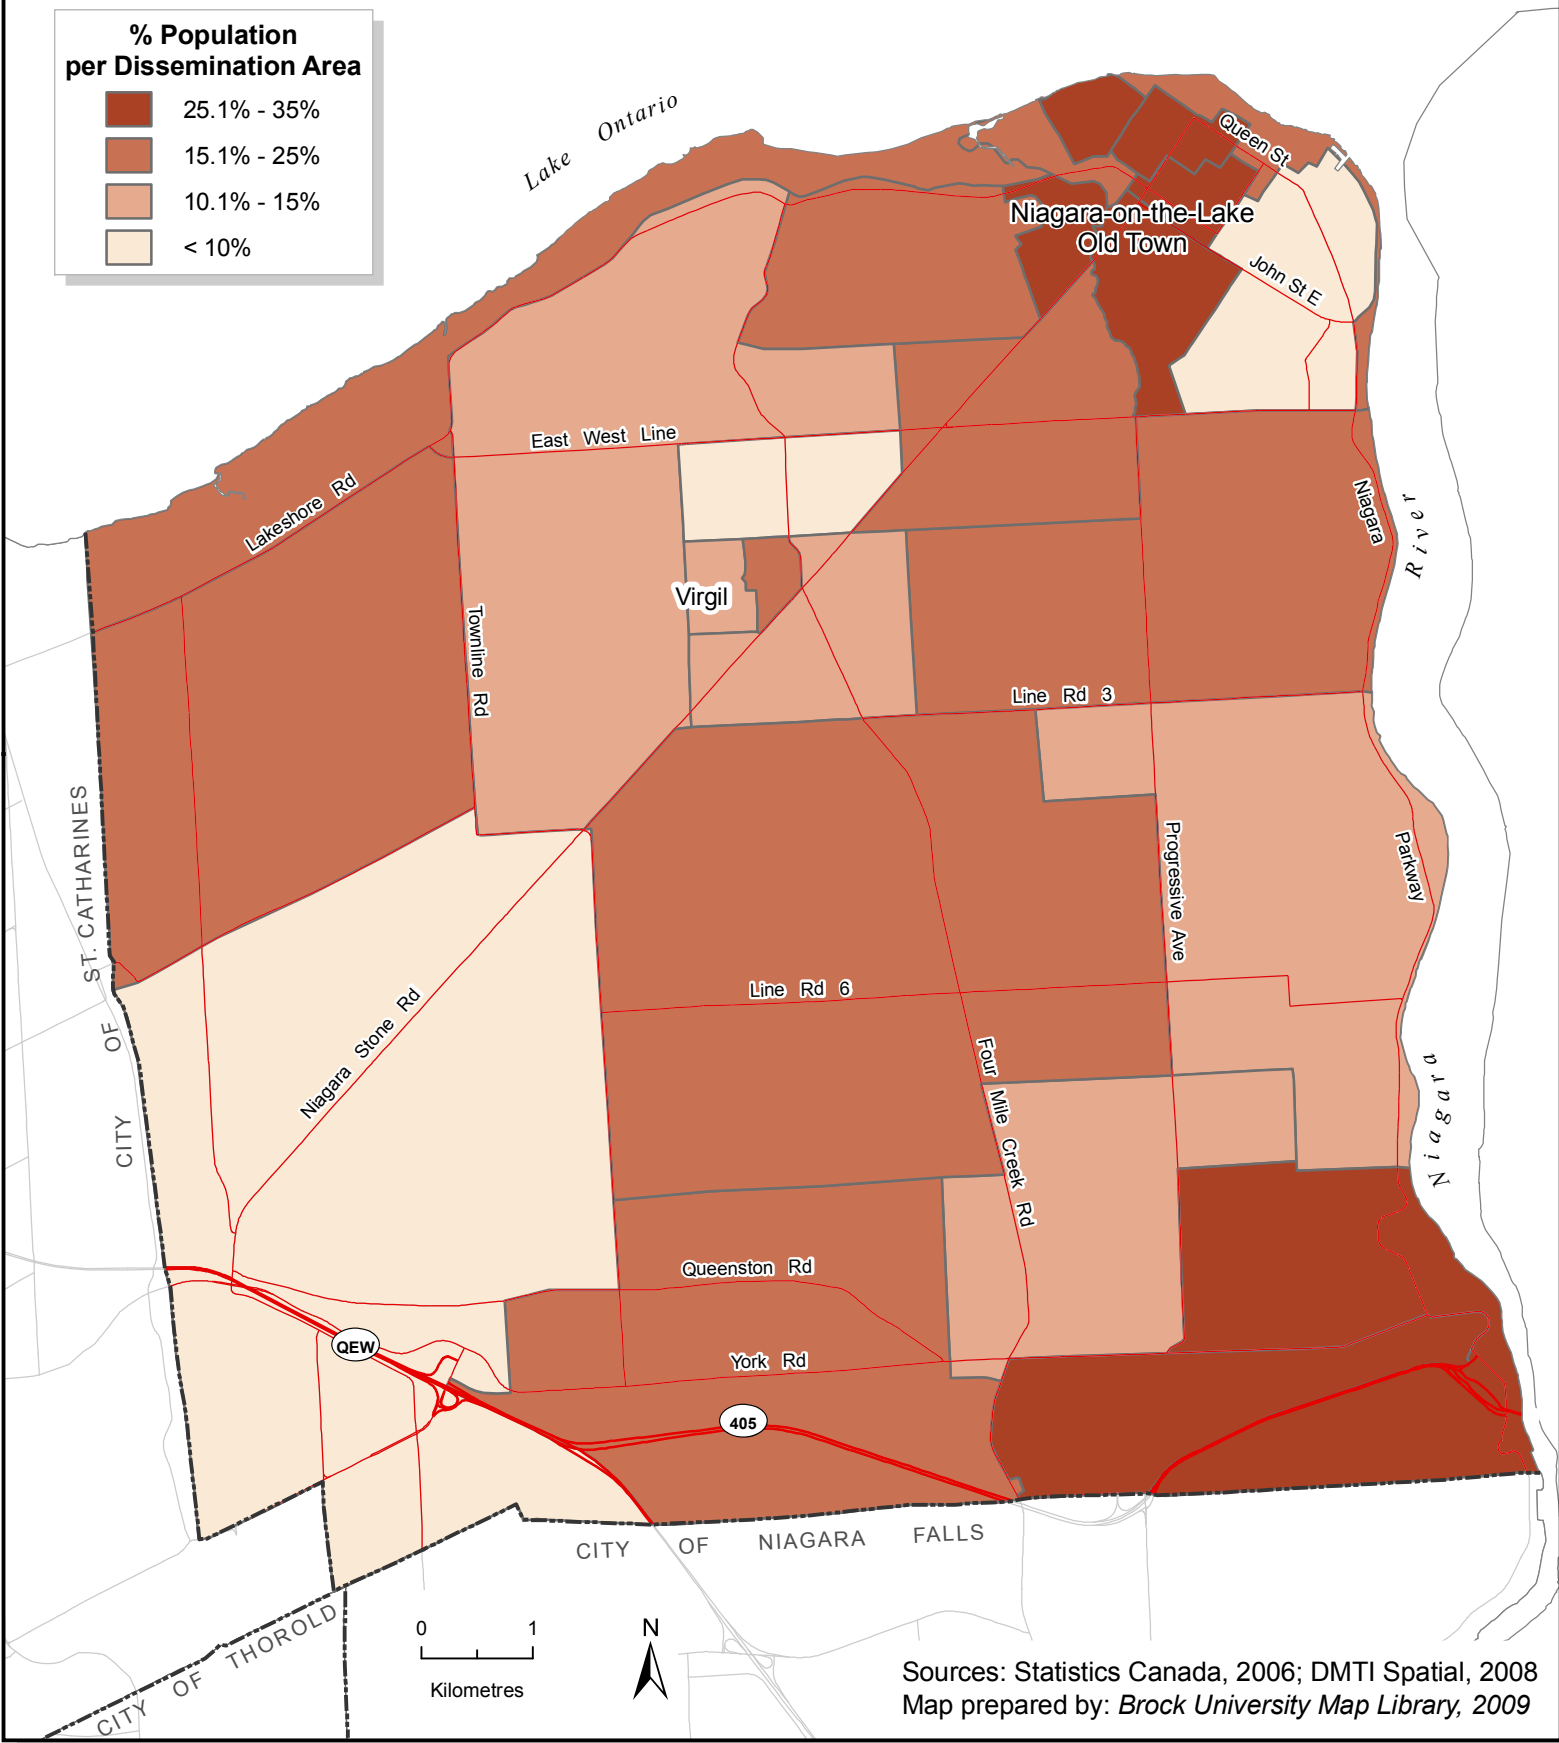 % Population
per Dissemination Area
25.1% - 35%
15.1% - 25%
10.1% - 15%
< 10%
Lake Ontario
Queen St
Niagara-on-the-Lake
Old Town
John St E
East West Line
Lakeshore Rd
Niagara
River
Virgil
Townline Rd
Line Rd 3
ST. CATHARINES
Progressive Ave
Parkway
Line Rd 6
Niagara Stone Rd
OF
Four Mile Creek Rd
Niagara
CITY
Queenston Rd
QEW
York Rd
405
CITY OF NIAGARA FALLS
CITY OF THOROLD
0 1
Kilometres
N
Sources: Statistics Canada, 2006; DMTI Spatial, 2008
Map prepared by: Brock University Map Library, 2009